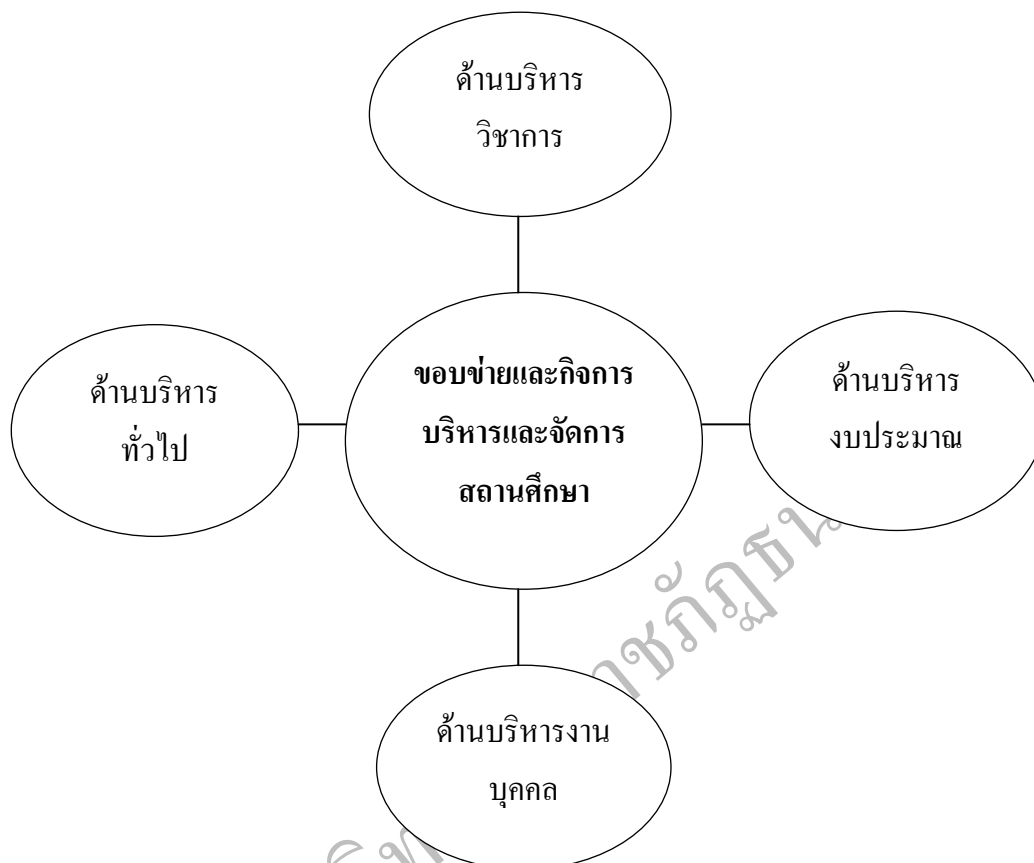 ด้านบริหาร
วิชาการ
ขอบข่ายและกิจการ
บริหารและจัดการ
สถานศึกษา
ด้านบริหาร
ทั่วไป
ด้านบริหาร
งบประมาณ
ด้านบริหารงาน
บุคคล